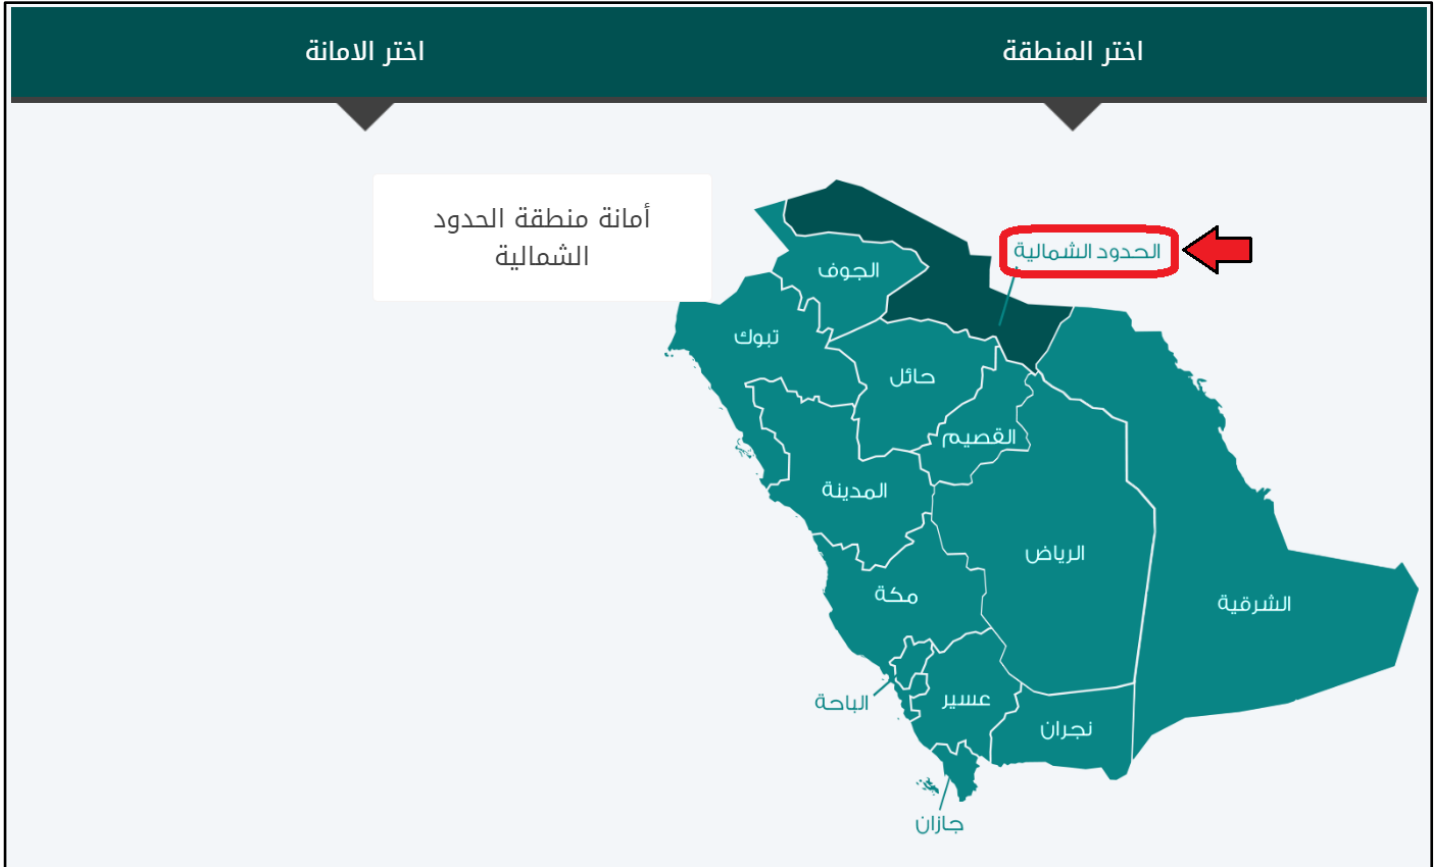 اختر المنطقة
اختر الامانة
أمانة منطقة الحدود
الشمالية
الحدود الشمالية
الجوف
تبوك
حائل
القصيم
المدينة
الرياض
مكة
الشرقية
الباحة
عسير
نجران
جازان